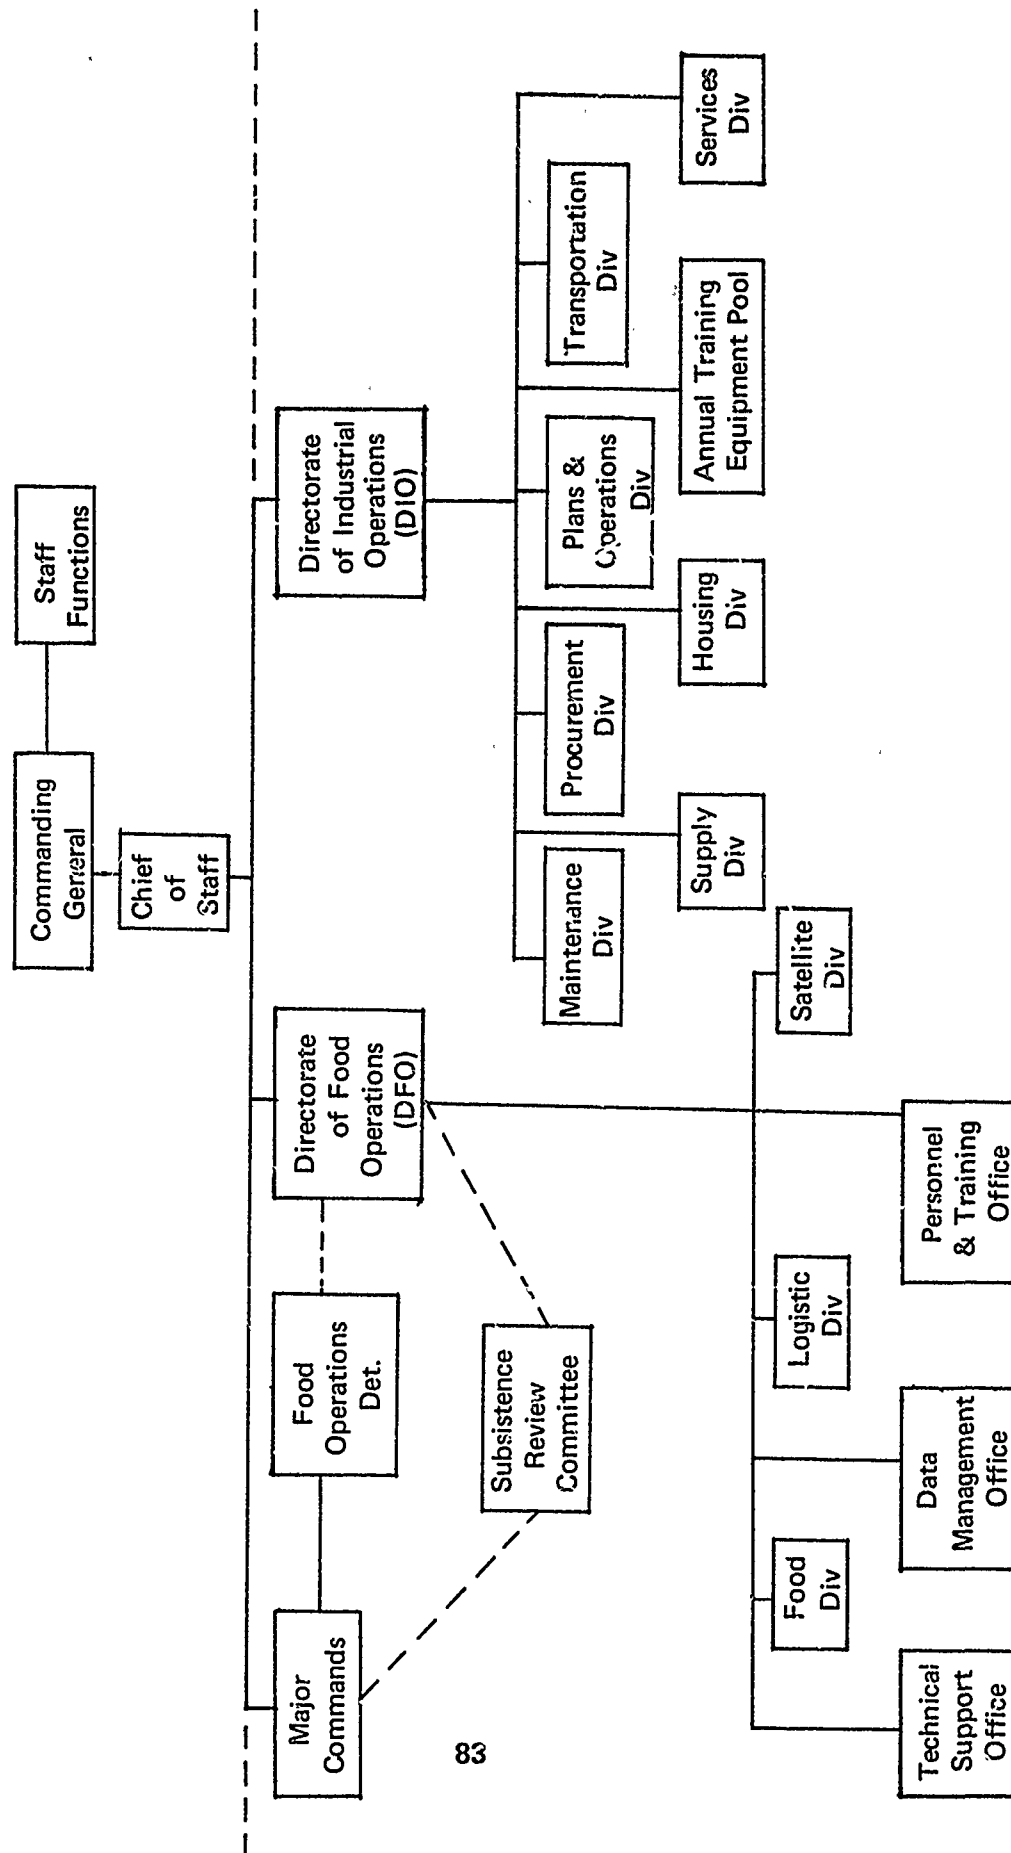 Staff
Functions
Commanding
General
Chief
of
Staff
Major
Commands
Food
Operations
Det.
Directorate
of Food
Operations
(DFO)
Directorate
of Industrial
Operations
(DIO)
Subsistence
Review
Committee
Maintenance
Div
Procurement
Div
Plans &
Operations
Div
Transportation
Div
Supply
Div
Housing
Div
Annual Training
Equipment Pool
Services
Div
Food
Div
Logistic
Div
Satellite
Div
Technical
Support
Office
Data
Management
Office
Personnel
& Training
Office
83